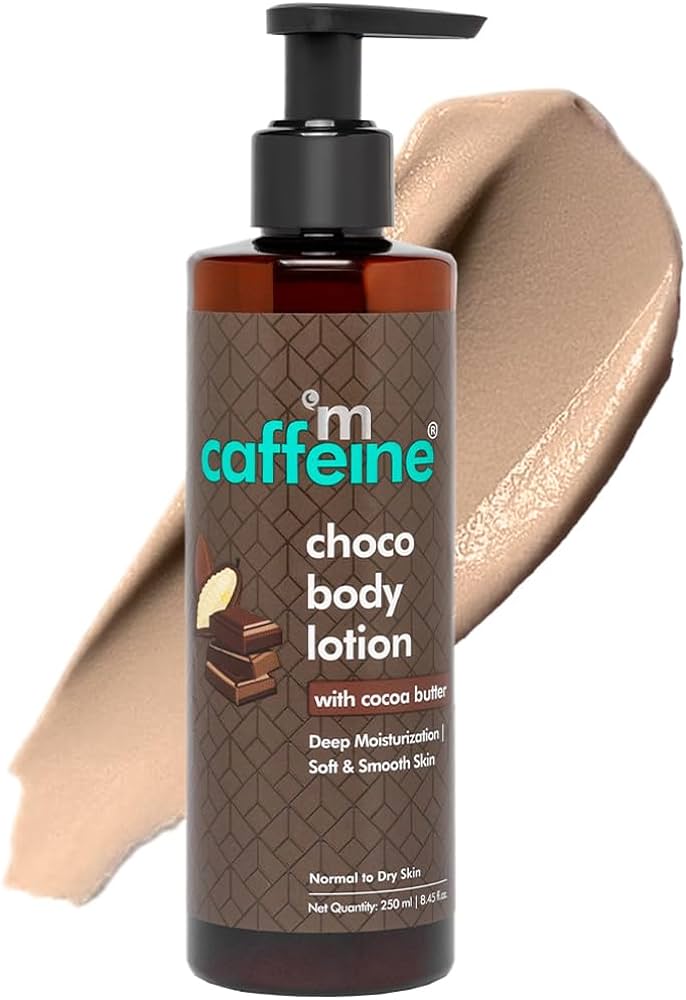 'm
caffeine®
choco
body
lotion
with cocoa butter
Deep Moisturization |
Soft & Smooth Skin
Normal to Dry Skin
Net Quantity: 250 ml | 8.45 fl.oz.